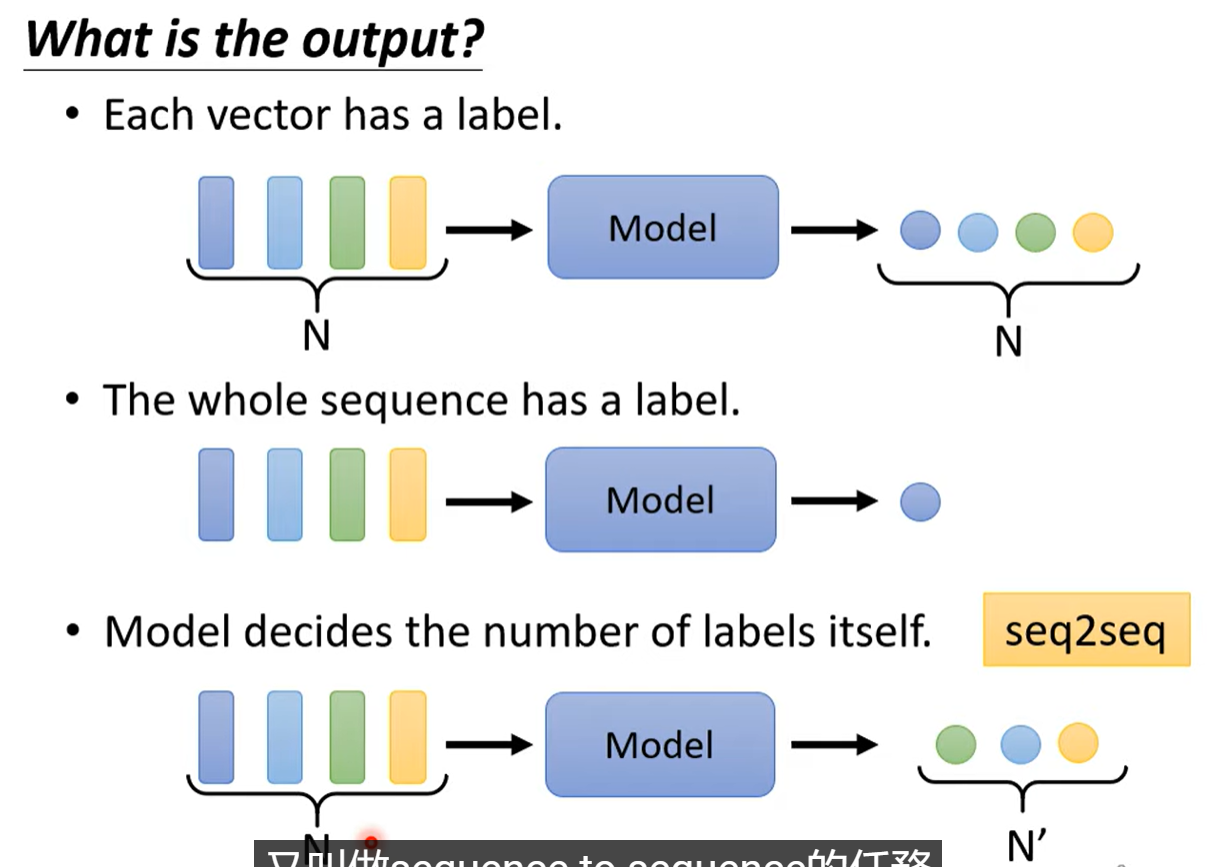 What is the output?
• Each vector has a label.
Model
N
N
• The whole sequence has a label.
Model
• Model decides the number of labels itself.
seq2seq
Model
N
N′
又叫做sequence to sequence的任務